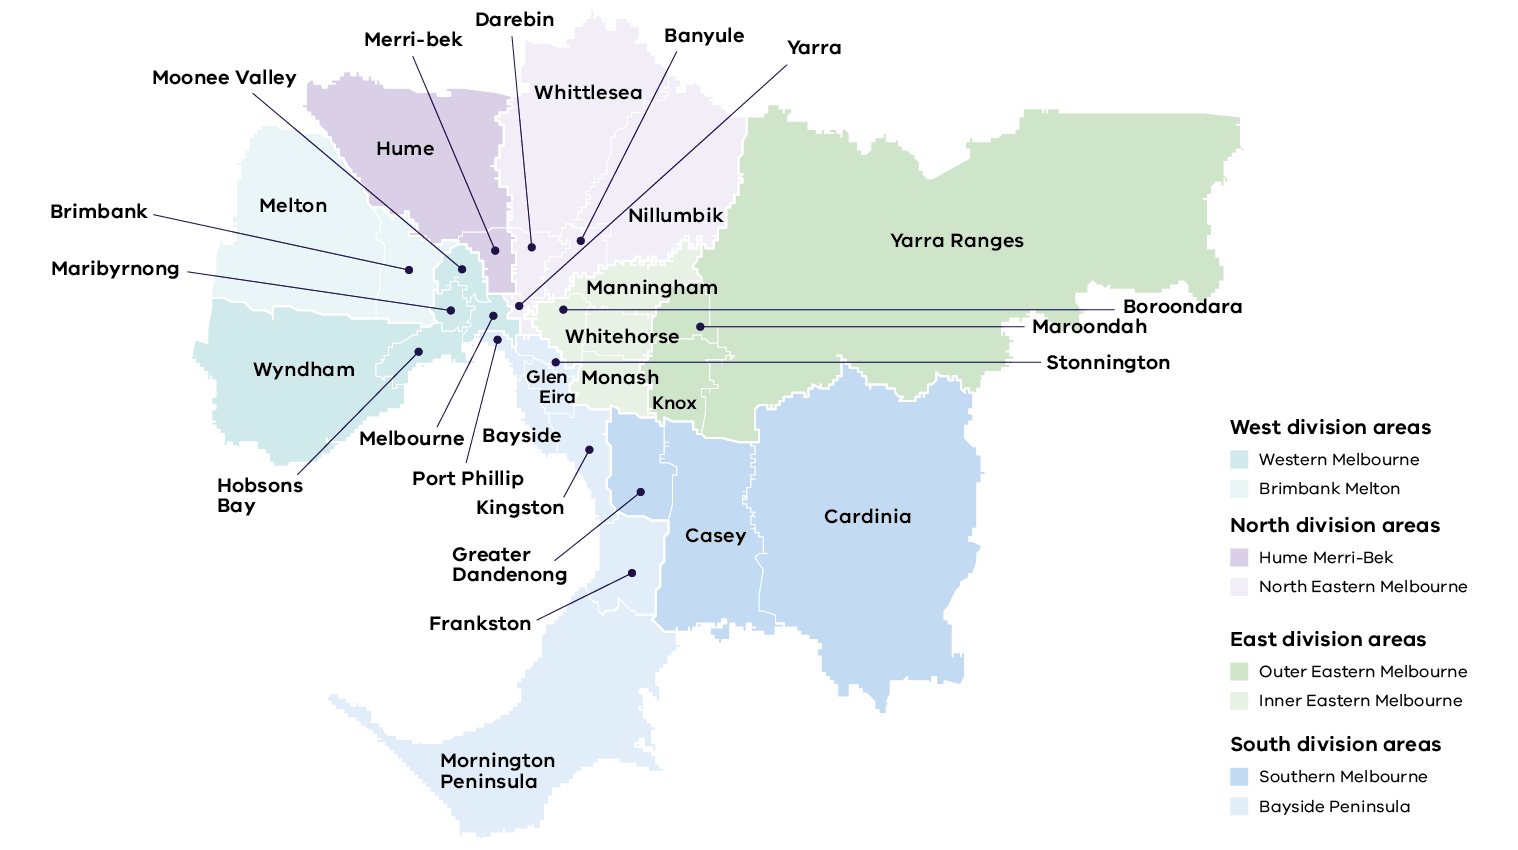 Darebin
Merri-bek
Banyule
Yarra
Moonee Valley
Whittlesea
Hume
Melton
Brimbank
Nillumbik
Yarra Ranges
Maribyrnong
Manningham
Boroondara
Maroondah
Whitehorse
Stonnington
Wyndham
Glen
Eira
Monash
Knox
Melbourne
Bayside
Port Phillip
Hobsons
Bay
Kingston
Cardinia
Casey
Greater
Dandenong
Frankston
Mornington
Peninsula
West division areas
Western Melbourne
Brimbank Melton
North division areas
Hume Merri-Bek
North Eastern Melbourne
East division areas
Outer Eastern Melbourne
Inner Eastern Melbourne
South division areas
Southern Melbourne
Bayside Peninsula